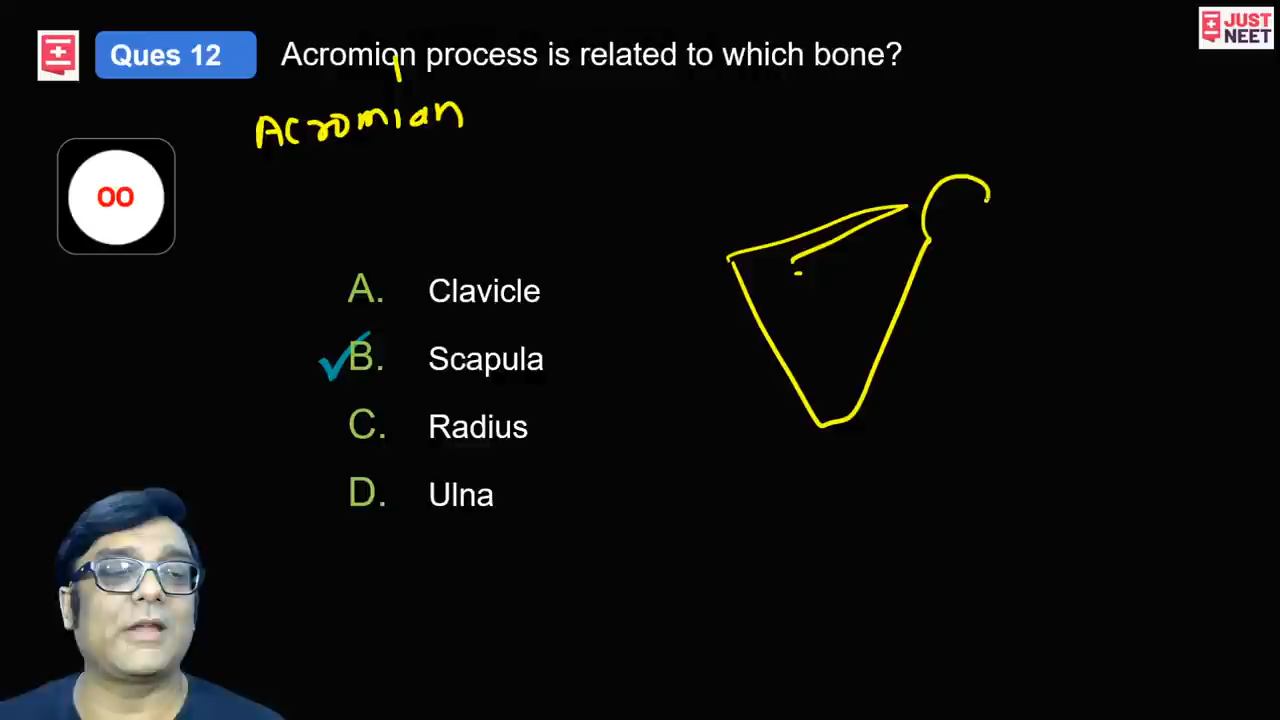 JUST
NEET
Ques 12 Acromion process is related to which bone?
Acromian
00
A. Clavicle
B. Scapula
C. Radius
D. Ulna